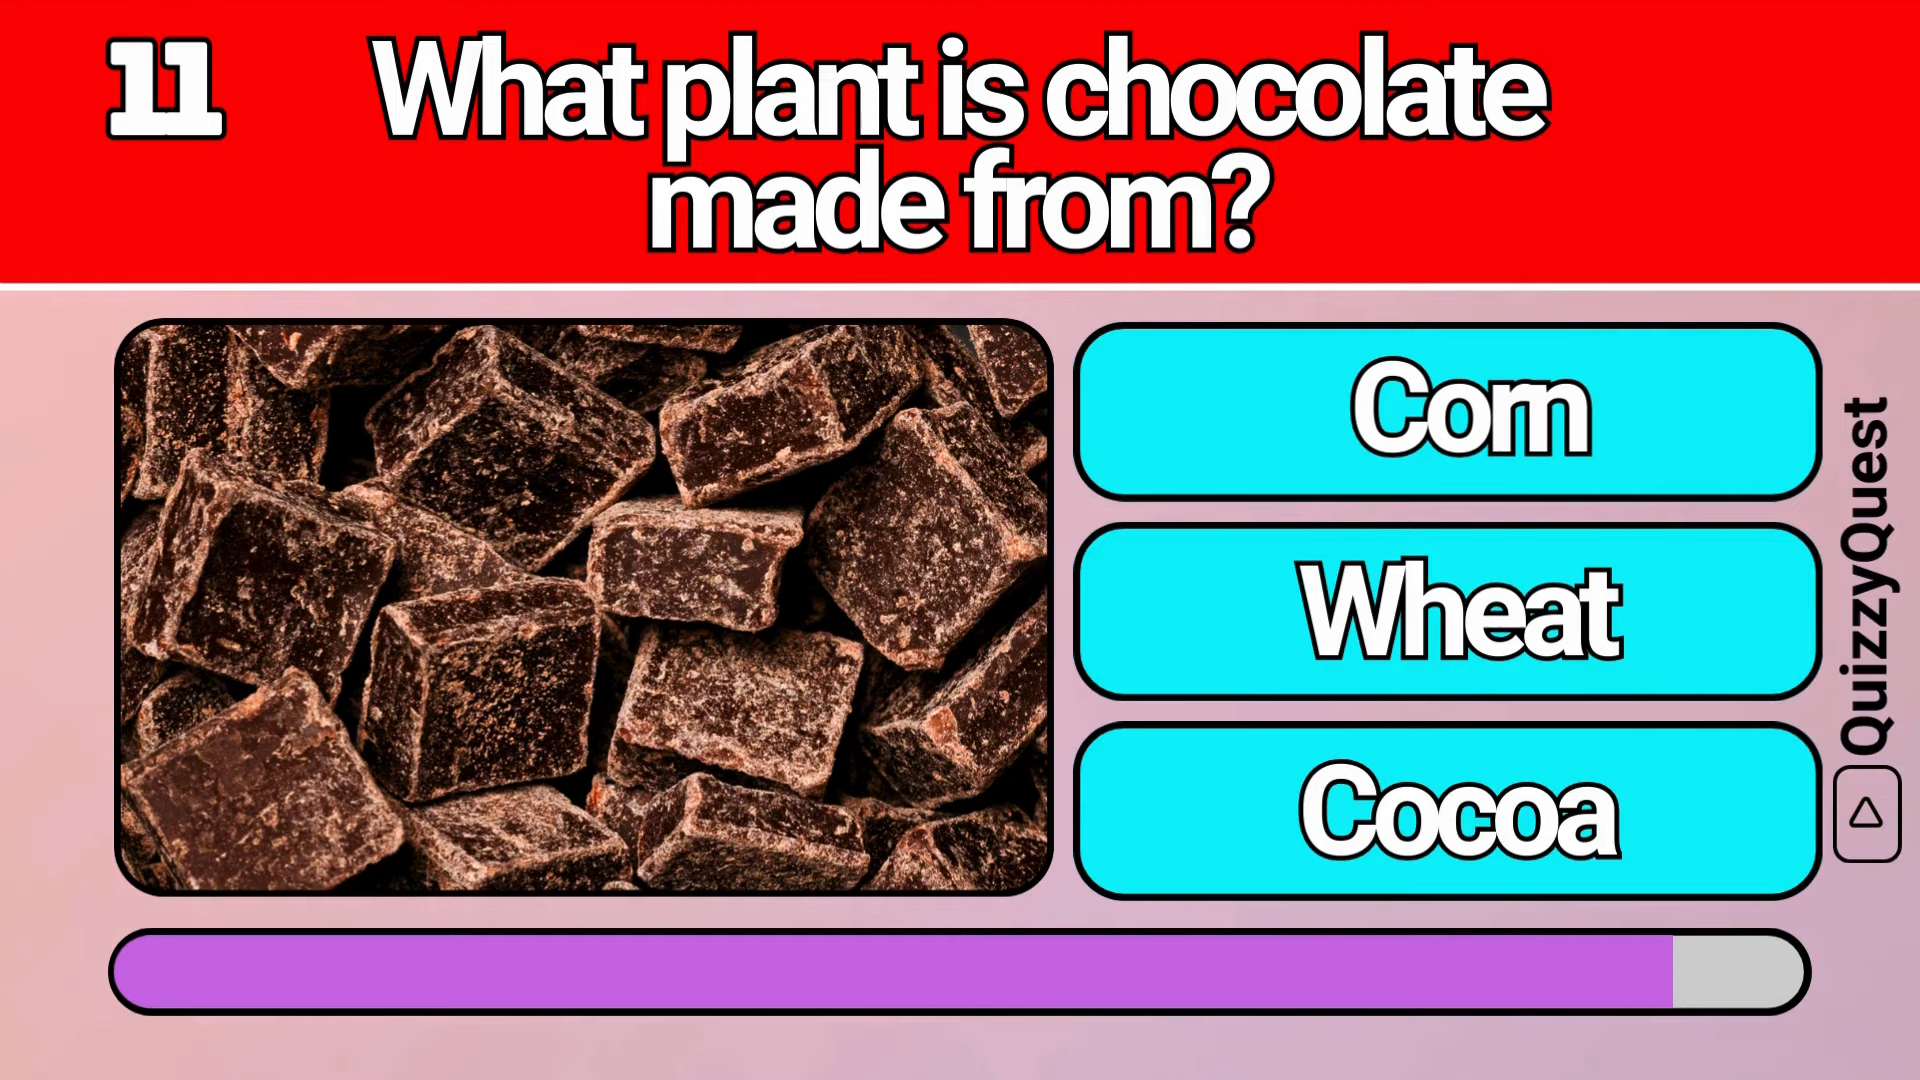 11
What plant is chocolate
made from?
Corn
Wheat
Cocoa
QuizzyQuest